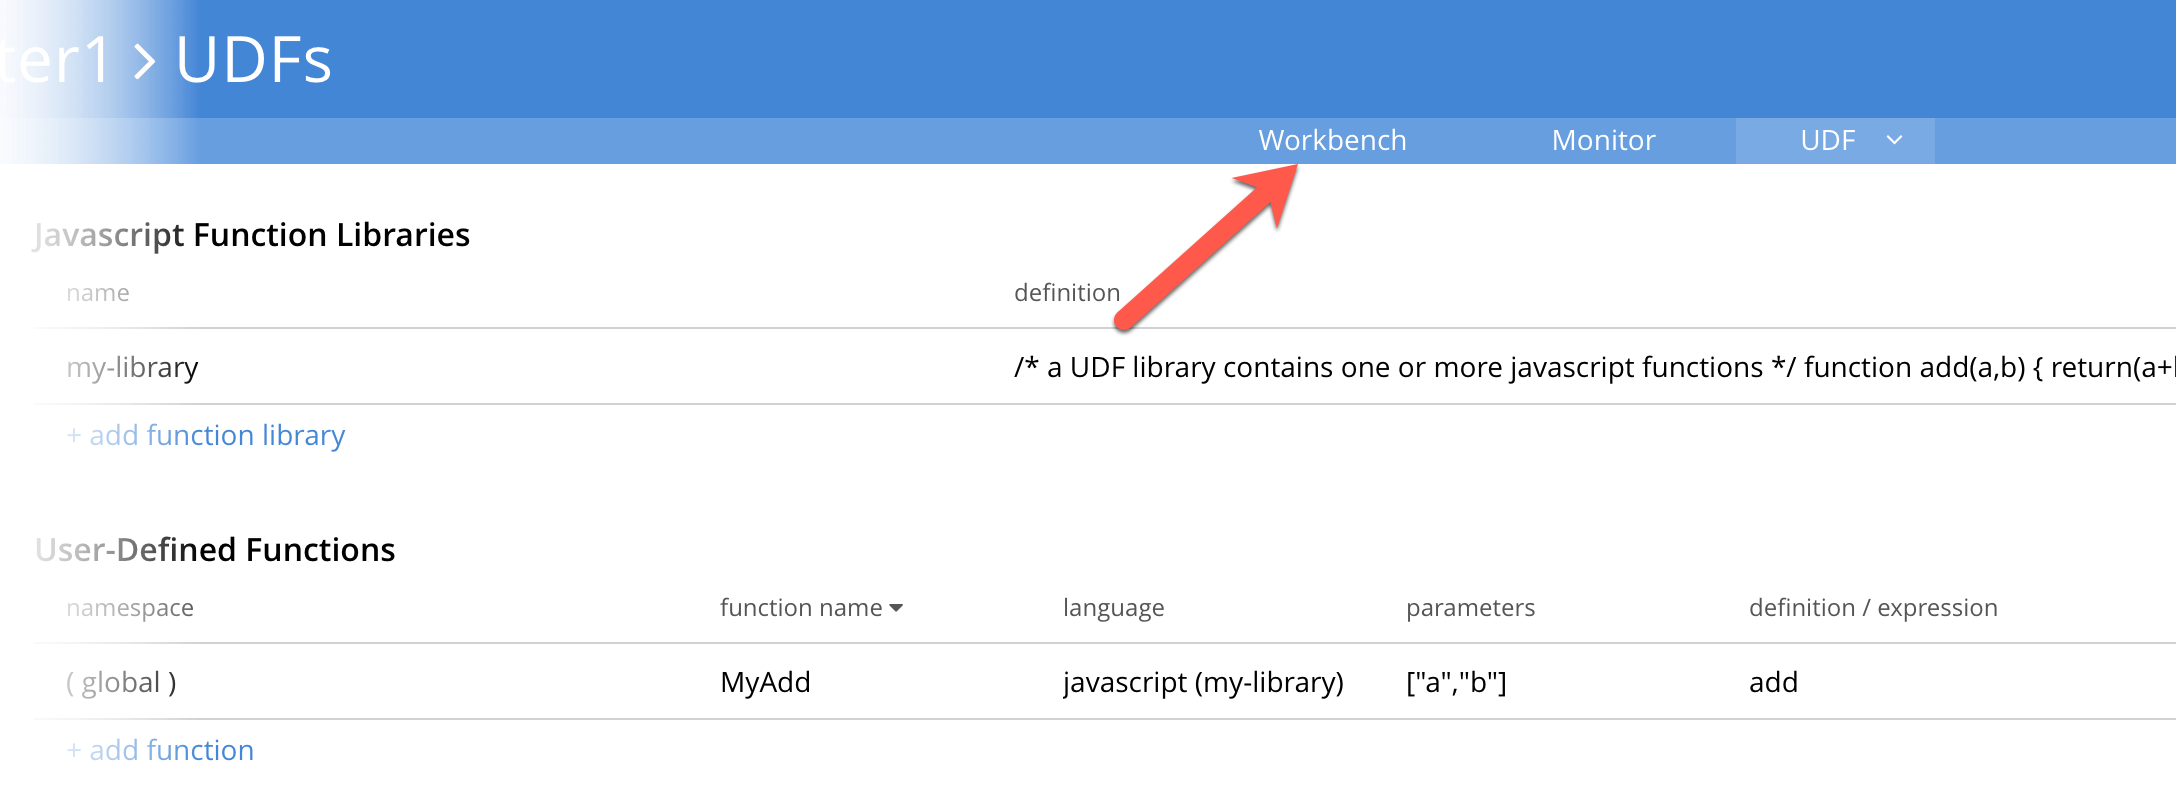 ter1 > UDFs
Workbench Monitor UDF
Javascript Function Libraries
name definition
my-library /* a UDF library contains one or more javascript functions */ function add(a,b) { return(a+
+ add function library
User-Defined Functions
namespace function name language parameters definition / expression
( global ) MyAdd javascript (my-library) ["a","b"] add
+ add function